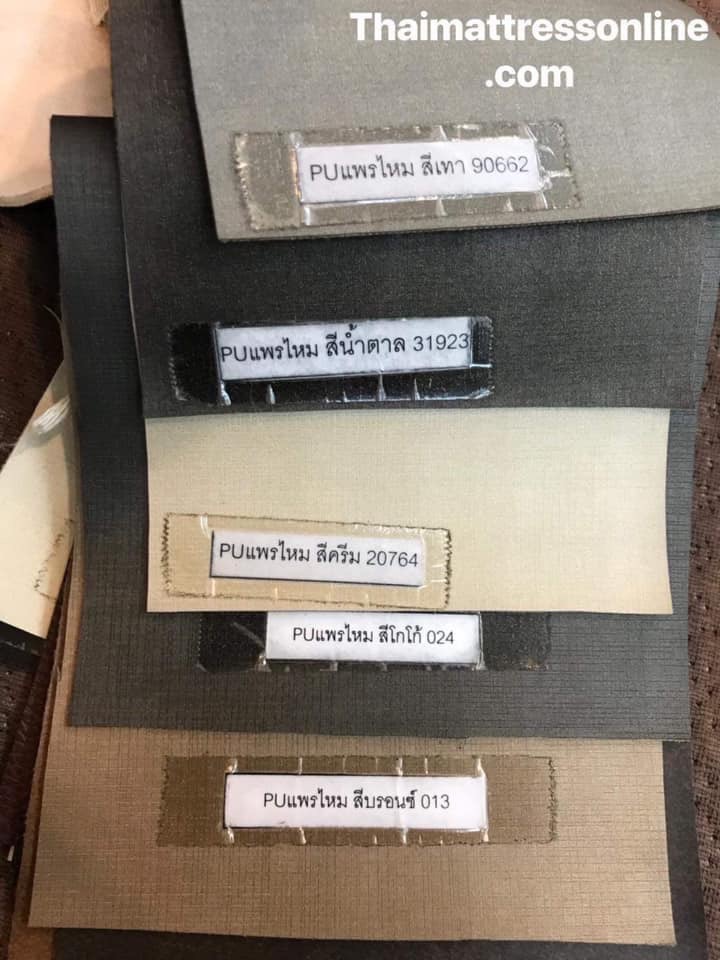 Thaimattressonline
.com
PUแพรไหม สีเทา 90662
PUแพรไหม สีน้ำตาล 31923
PUแพรไหม สีครีม 20764
PUแพรไหม สีโกโก้ 024
PUแพรไหม สีบรอนซ์ 013